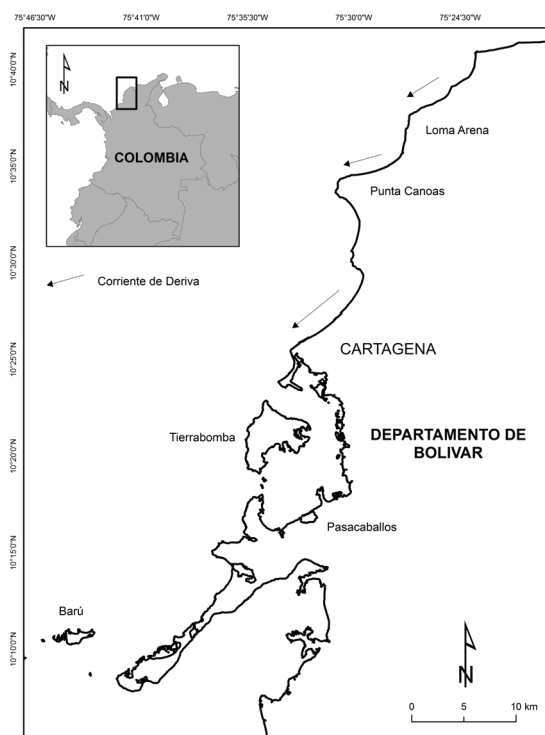 75°46'30"W 75°41'0"W 75°35'30"W 75°30'0"W 75°24'30"W
10°40'0"N
N
Loma Arena
COLOMBIA
10°35'0"N
Punta Canoas
10°30'0"N
Corriente de Deriva
10°25'0"N
CARTAGENA
Tierrabomba
DEPARTAMENTO DE
BOLIVAR
10°20'0"N
Pasacaballos
10°15'0"N
Barú
10°10'0"N
N
0 5 10 km